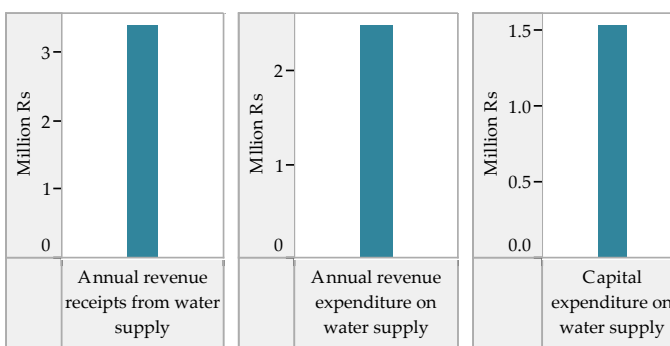 Million Rs
3
2
1
0
Annual revenue
receipts from water
supply
Million Rs
2
1
0
Annual revenue
expenditure on
water supply
Million Rs
1.5
1.0
0.5
0.0
Capital
expenditure on
water supply